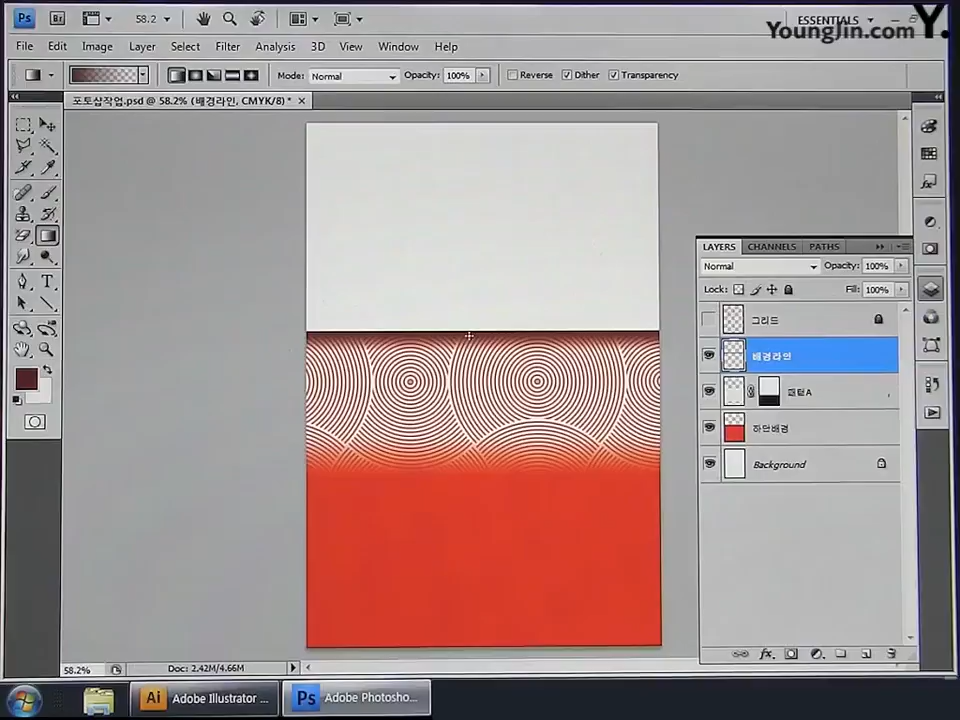 Ps Br 58.2 ESSENTIALS Y.
YoungJin.com
File Edit Image Layer Select Filter Analysis 3D View Window Help
Mode: Normal Opacity: 100% Reverse Dither Transparency
포토샵작업.psd @ 58.2% (배경라인, CMYK/8) * ×
LAYERS CHANNELS PATHS
Normal Opacity: 100%
Lock: Fill: 100%
그리드
배경라인
패턴A
하단배경
Background
58.2% Doc: 2.42M/4.66M
Ai Adobe Illustrator ... Ps Adobe Photosho...